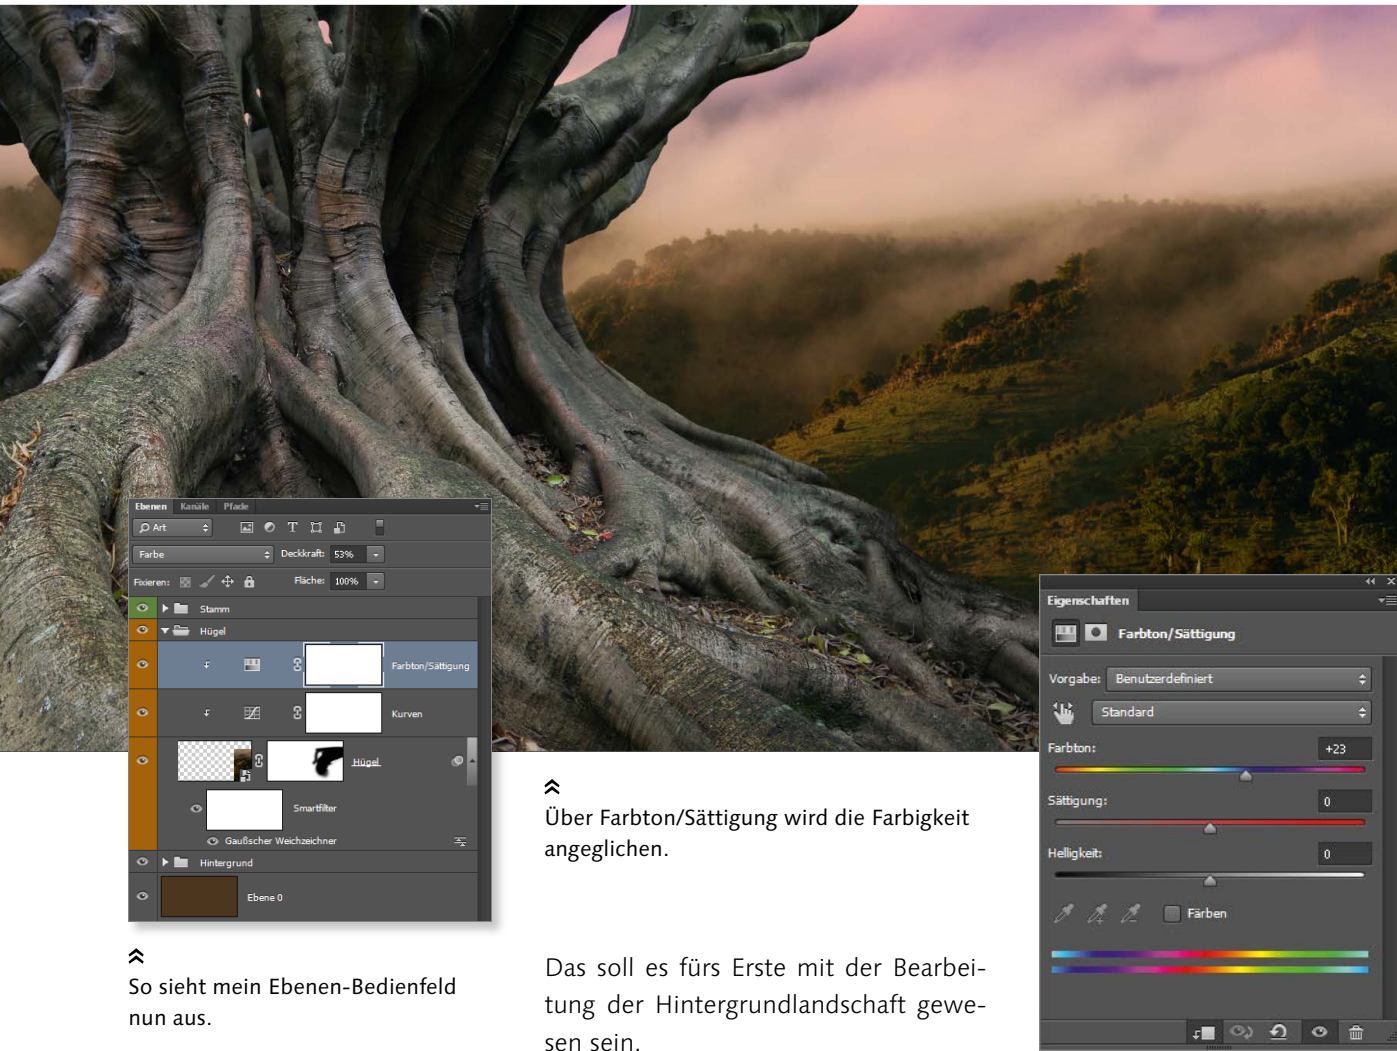 Ebenen Kanäle Pfade
Art
Farbe Deckkraft: 53%
Fixieren: Fläche: 100%
Stamm
Hügel
Farbton/Sättigung
Kurven
Hügel
Smartfilter
Gaußscher Weichzeichner
Hintergrund
Ebene 0
So sieht mein Ebenen-Bedienfeld
nun aus.
Über Farbton/Sättigung wird die Farbigkeit
angeglichen.
Das soll es fürs Erste mit der Bearbei-
tung der Hintergrundlandschaft gewe-
sen sein.
Eigenschaften
Farbton/Sättigung
Vorgabe: Benutzerdefiniert
Standard
Farbton: +23
Sättigung: 0
Helligkeit: 0
Färben